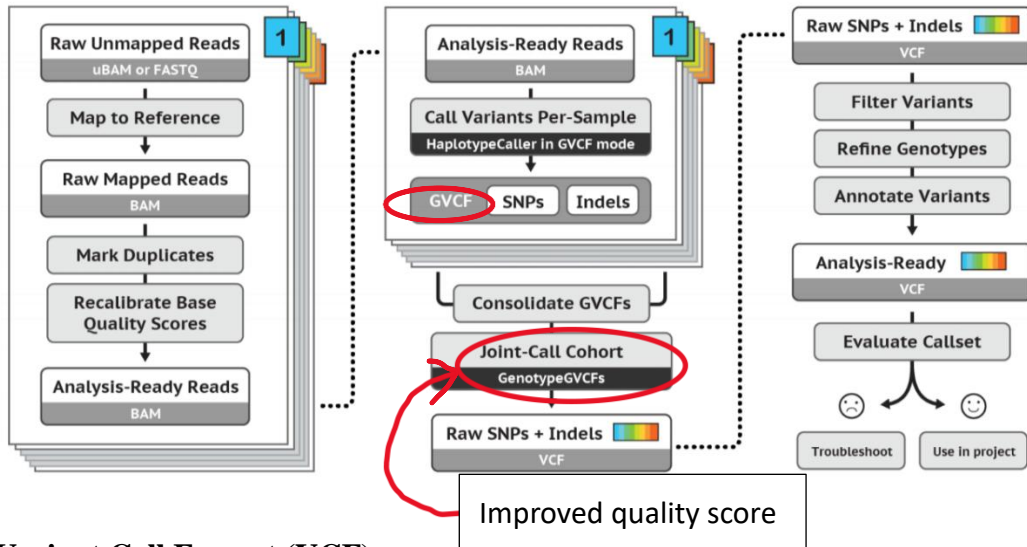 Raw Unmapped Reads
uBAM or FASTQ
1
Map to Reference
Raw Mapped Reads
BAM
Mark Duplicates
Recalibrate Base
Quality Scores
Analysis-Ready Reads
BAM
Analysis-Ready Reads
BAM
1
Call Variants Per-Sample
HaplotypeCaller in GVCF mode
GVCF SNPs Indels
Consolidate GVCFs
Joint-Call Cohort
GenotypeGVCFs
Raw SNPs + Indels
VCF
Improved quality score
Raw SNPs + Indels
VCF
Filter Variants
Refine Genotypes
Annotate Variants
Analysis-Ready
VCF
Evaluate Callset
Troubleshoot
Use in project